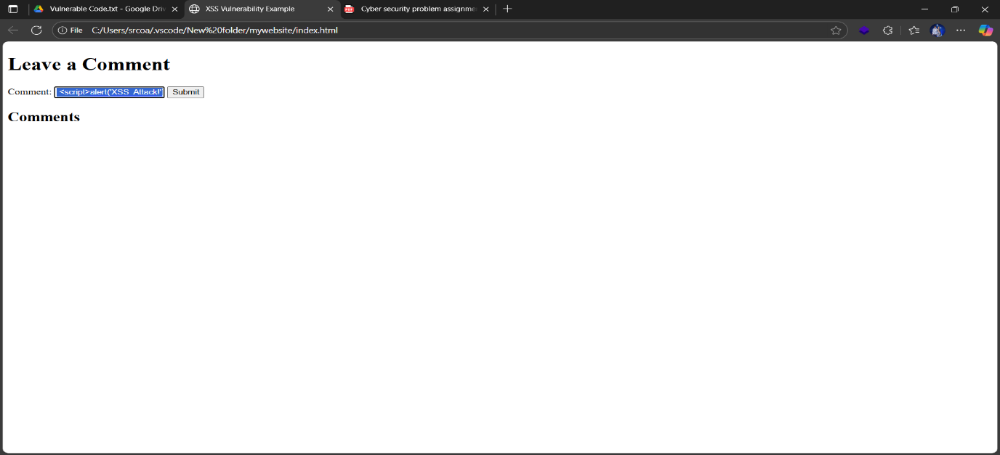 Vulnerable Code.txt - Google Driv
XSS Vulnerability Example
Cyber security problem assignme
File C:/Users/srcoa/.vscode/New%20folder/mywebsite/index.html
Leave a Comment
Comment: <script>alert('XSS Attack!' Submit
Comments